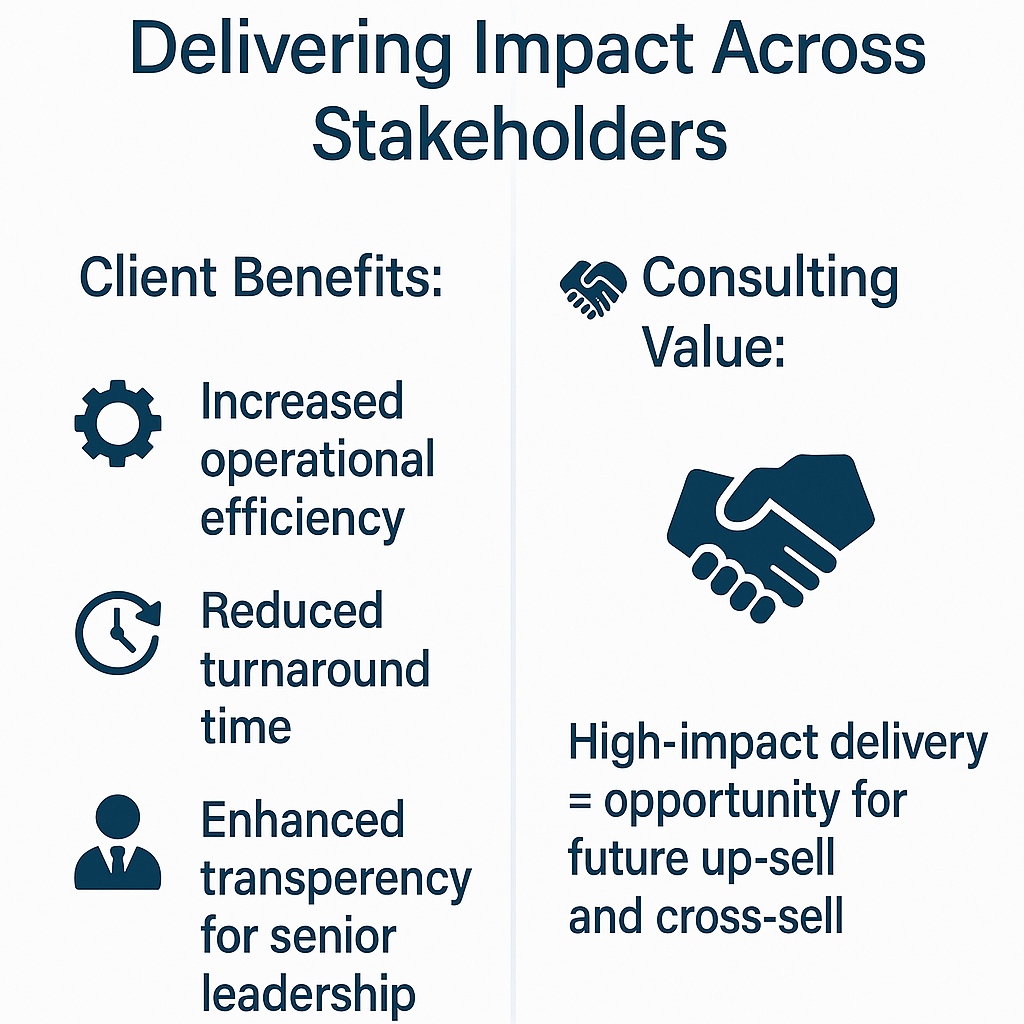 Delivering Impact Across
Stakeholders
Client Benefits:
Increased
operational
efficiency
Reduced
turnaround
time
Enhanced
transperency
for senior
leadership
Consulting
Value:
High-impact delivery
= opportunity for
future up-sell
and cross-sell